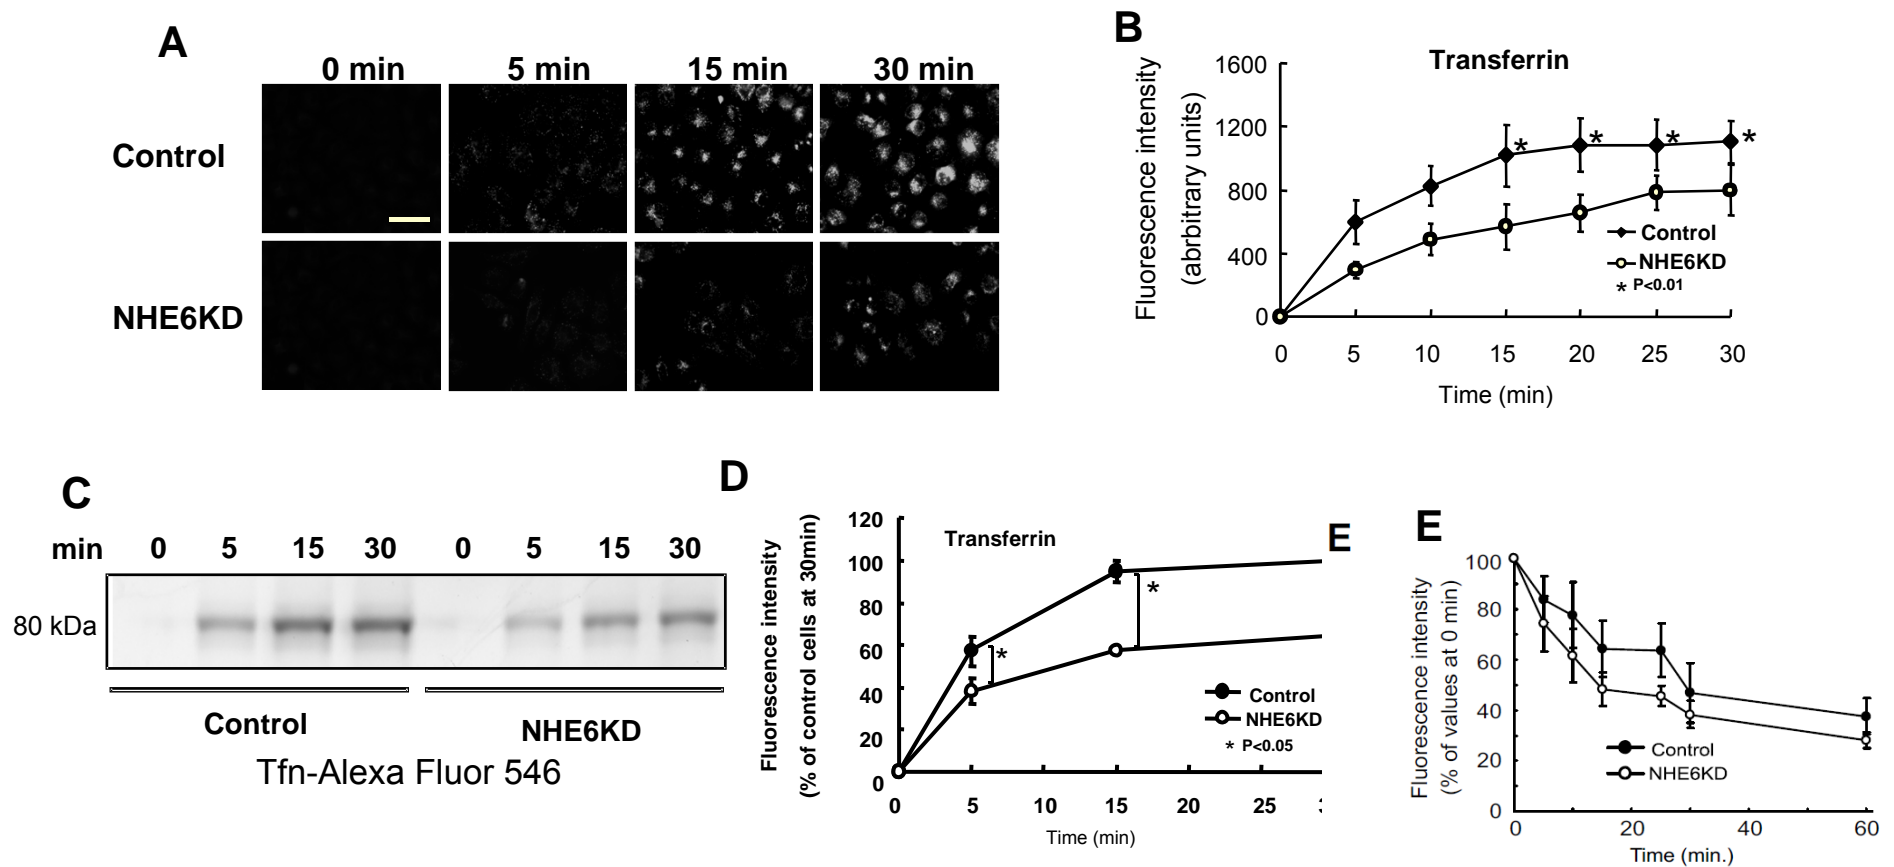 A
0 min 5 min 15 min 30 min
Control
NHE6KD
B
Transferrin
Fluorescence intensity
(abrbitrary units)
1600
1200
800
400
0
* * * *
Control
NHE6KD
* P<0.01
0 5 10 15 20 25 30
Time (min)
C
min 0 5 15 30 0 5 15 30
80 kDa
Control NHE6KD
Tfn-Alexa Fluor 546
D
Transferrin
Fluorescence intensity
(% of control cells at 30min)
120
100
80
60
40
20
0
* *
Control
NHE6KD
* P<0.05
0 5 10 15 20 25
Time (min)
E
E
Fluorescence intensity
(% of values at 0 min)
100
80
60
40
20
0
Control
NHE6KD
0 20 40 60
Time (min.)